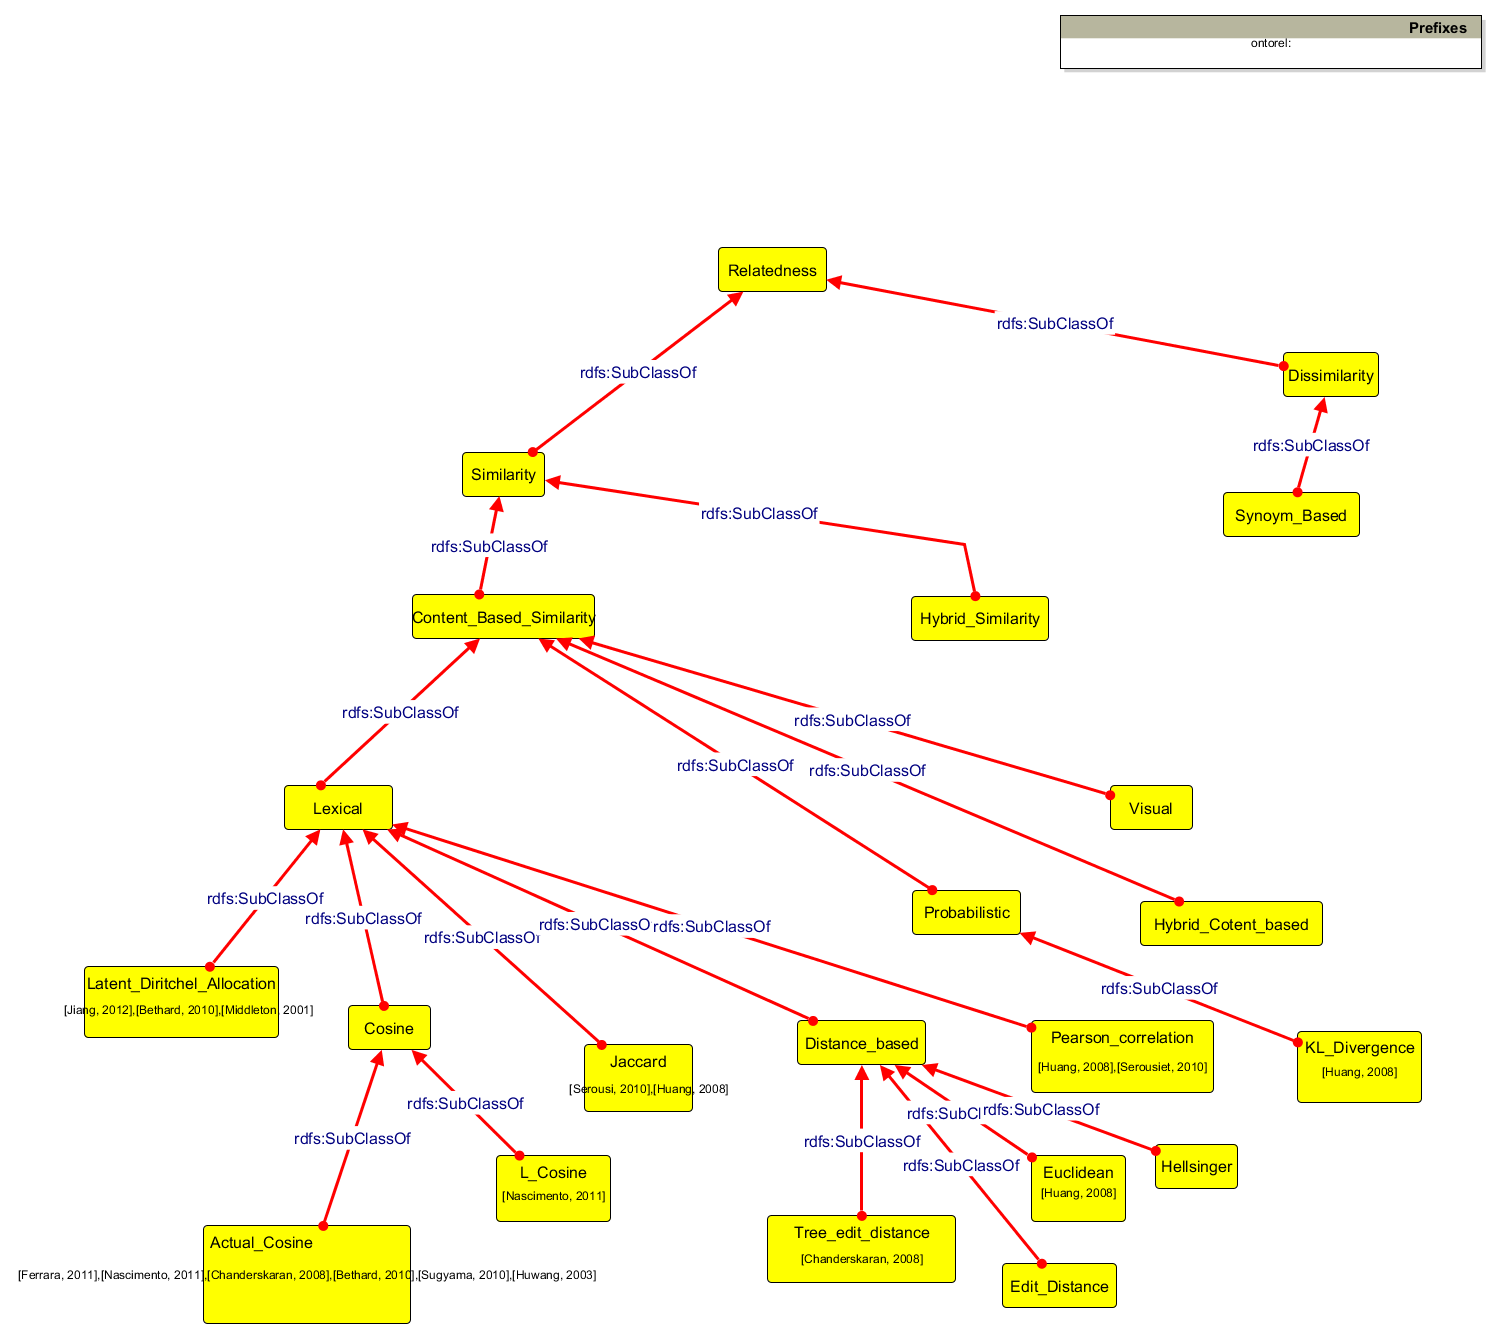 Prefixes
ontorel:
Relatedness
rdfs:SubClassOf
rdfs:SubClassOf
Dissimilarity
rdfs:SubClassOf
Similarity
rdfs:SubClassOf
Synoym_Based
rdfs:SubClassOf
Content_Based_Similarity
Hybrid_Similarity
rdfs:SubClassOf
rdfs:SubClassOf
rdfs:SubClassOf
rdfs:SubClassOf
Lexical
Visual
rdfs:SubClassOf
rdfs:SubClassOf
rdfs:SubClassOf
rdfs:SubClassO
rdfs:SubClassOf
Probabilistic
Hybrid_Cotent_based
rdfs:SubClassOf
Latent_Diritchel_Allocation
[Jiang, 2012],[Bethard, 2010],[Middleton, 2001]
Cosine
Jaccard
[Serousi, 2010],[Huang, 2008]
Distance_based
Pearson_correlation
[Huang, 2008],[Serousiet, 2010]
KL_Divergence
[Huang, 2008]
rdfs:SubClassOf
rdfs:SubClassOf
rdfs:SubCl
rdfs:SubClassOf
rdfs:SubClassOf
rdfs:SubClassOf
L_Cosine
[Nascimento, 2011]
Euclidean
[Huang, 2008]
Hellsinger
Tree_edit_distance
[Chanderskaran, 2008]
Actual_Cosine
[Ferrara, 2011],[Nascimento, 2011],[Chanderskaran, 2008],[Bethard, 2010],[Sugyama, 2010],[Huwang, 2003]
Edit_Distance